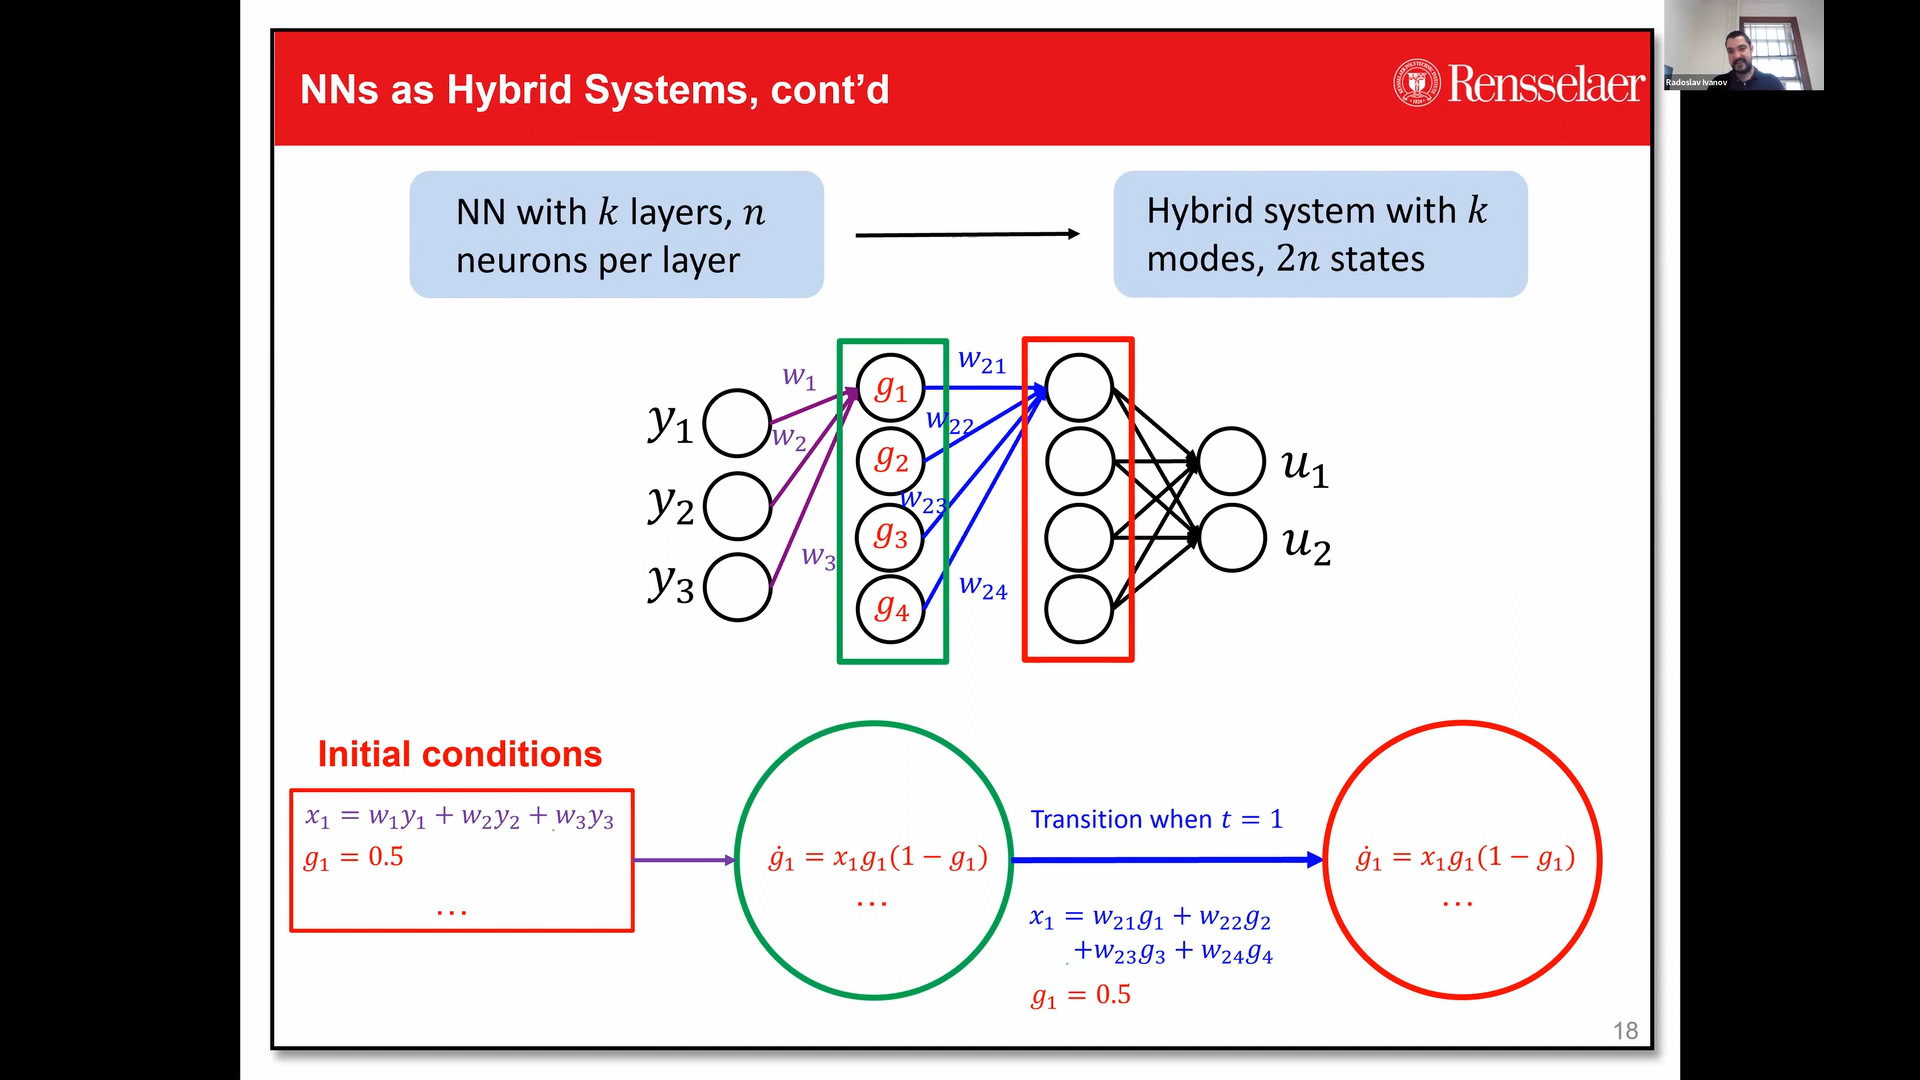 NNs as Hybrid Systems, cont’d
Rensselaer
Radoslav Ivanov
NN with k layers, n
neurons per layer
Hybrid system with k
modes, 2n states
y₁
y₂
y₃
w₁
w₂
w₃
g₁
g₂
g₃
g₄
w₂₁
w₂₂
w₂₃
w₂₄
u₁
u₂
Initial conditions
x₁ = w₁y₁ + w₂y₂ + w₃y₃
g₁ = 0.5
…
ġ₁ = x₁g₁(1 − g₁)
…
Transition when t = 1
x₁ = w₂₁g₁ + w₂₂g₂
+w₂₃g₃ + w₂₄g₄
g₁ = 0.5
ġ₁ = x₁g₁(1 − g₁)
…
18